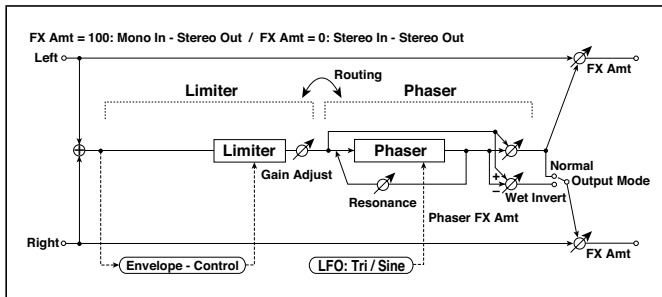 FX Amt = 100: Mono In - Stereo Out / FX Amt = 0: Stereo In - Stereo Out
Left
Routing
FX Amt
Limiter
Phaser
Limiter
Phaser
Gain Adjust
Normal
Output Mode
+
−
Wet Invert
Resonance
Phaser FX Amt
Right
Envelope - Control
LFO: Tri / Sine
FX Amt